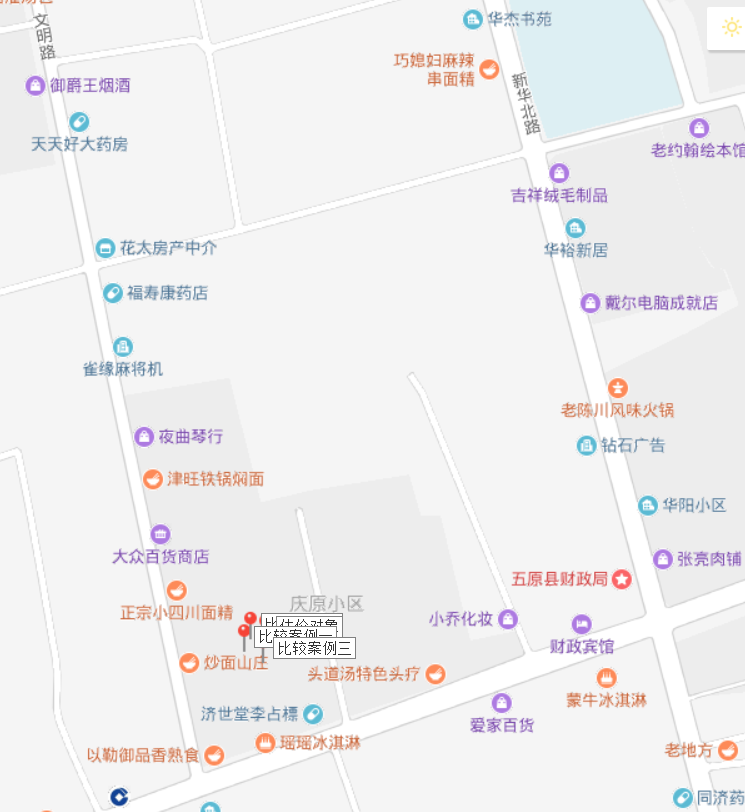 文明路
华杰书苑
巧媳妇麻辣
串面精
新华北路
御爵王烟酒
天天好大药房
老约翰绘本馆
吉祥绒毛制品
华裕新居
花太房产中介
福寿康药店
戴尔电脑成就店
雀缘麻将机
老陈川风味火锅
夜曲琴行
钻石广告
津旺铁锅焖面
华阳小区
大众百货商店
张亮肉铺
五原县财政局
正宗小四川面精
庆原小区
小乔化妆
财政宾馆
比较案例一
比较案例三
炒面山庄
头道汤特色头疗
蒙牛冰淇淋
济世堂李占標
爱家百货
瑶瑶冰淇淋
以勒御品香熟食
老地方
同济药